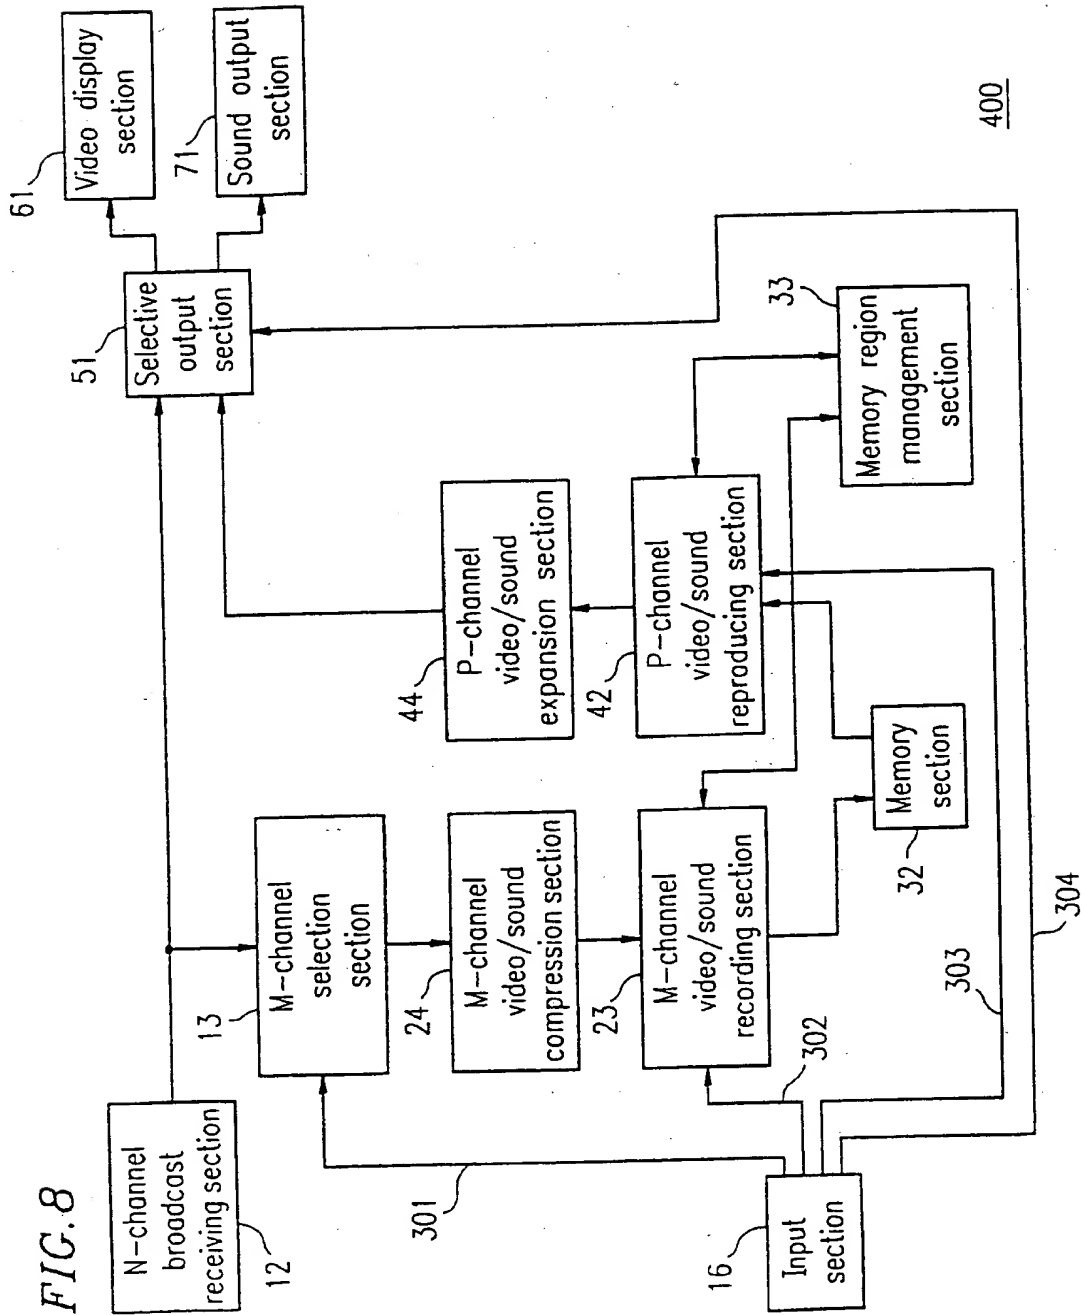 FIG.8
N-channel
broadcast
receiving section
12
M-channel
selection
section
13
M-channel
video/sound
compression section
24
M-channel
video/sound
recording section
23
Input
section
16
301
302
303
304
Memory
section
32
P-channel
video/sound
expansion section
44
P-channel
video/sound
reproducing section
42
Memory region
management
section
33
Selective
output
section
51
Video display
section
61
Sound output
section
71
400